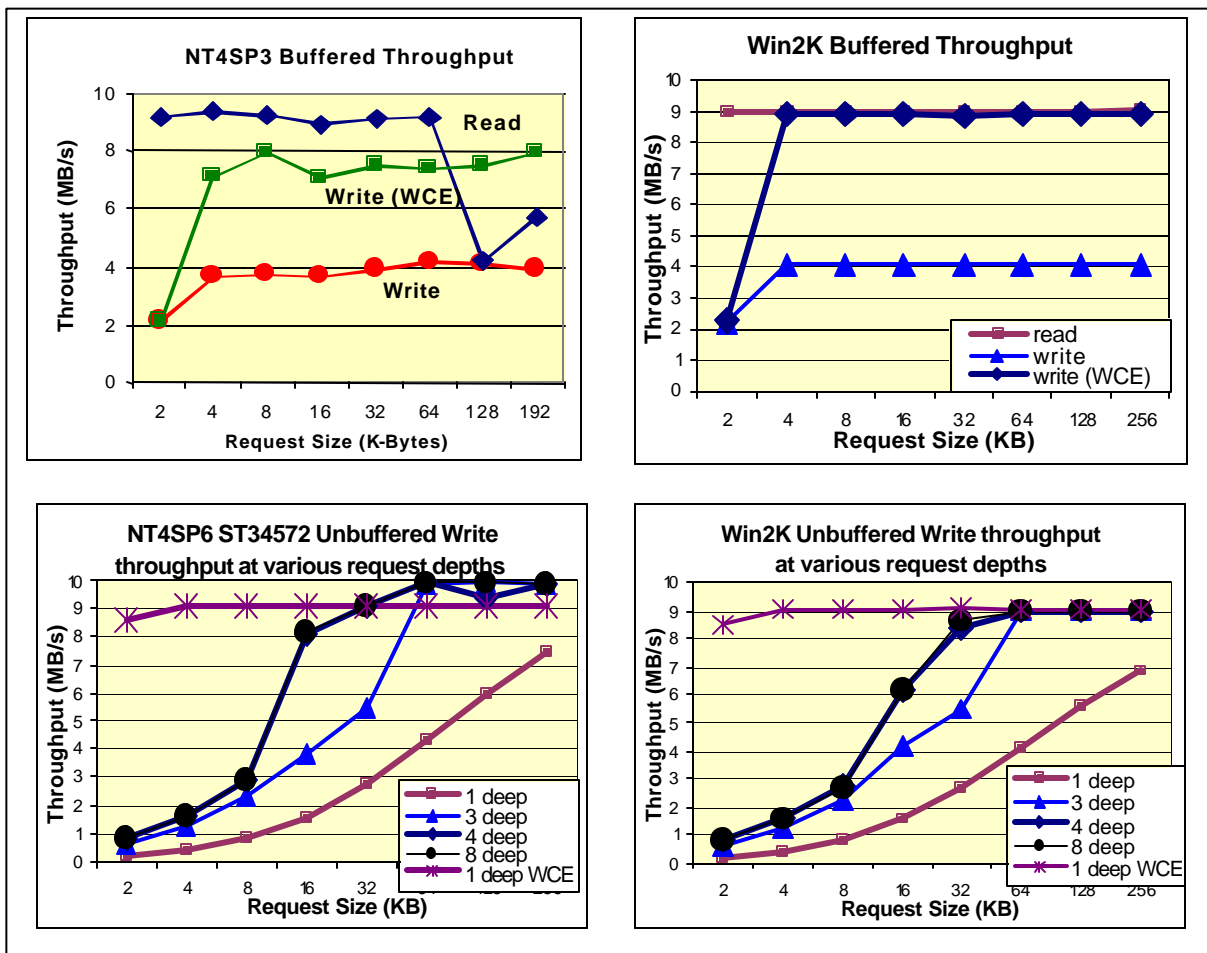 NT4SP3 Buffered Throughput
10
8
6
4
2
0
2 4 8 16 32 64 128 192
Throughput (MB/s)
Request Size (K-Bytes)
Read
Write (WCE)
Write
Win2K Buffered Throughput
10
9
8
7
6
5
4
3
2
1
0
2 4 8 16 32 64 128 256
Throughput (MB/s)
Request Size (KB)
read
write
write (WCE)
NT4SP6 ST34572 Unbuffered Write
throughput at various request depths
10
9
8
7
6
5
4
3
2
1
0
2 4 8 16 32
Throughput (MB/s)
Request Size (KB)
1 deep
3 deep
4 deep
8 deep
1 deep WCE
Win2K Unbuffered Write throughput
at various request depths
10
9
8
7
6
5
4
3
2
1
0
2 4 8 16 32 64 128 256
Throughput (MB/s)
Request Size (KB)
1 deep
3 deep
4 deep
8 deep
1 deep WCE